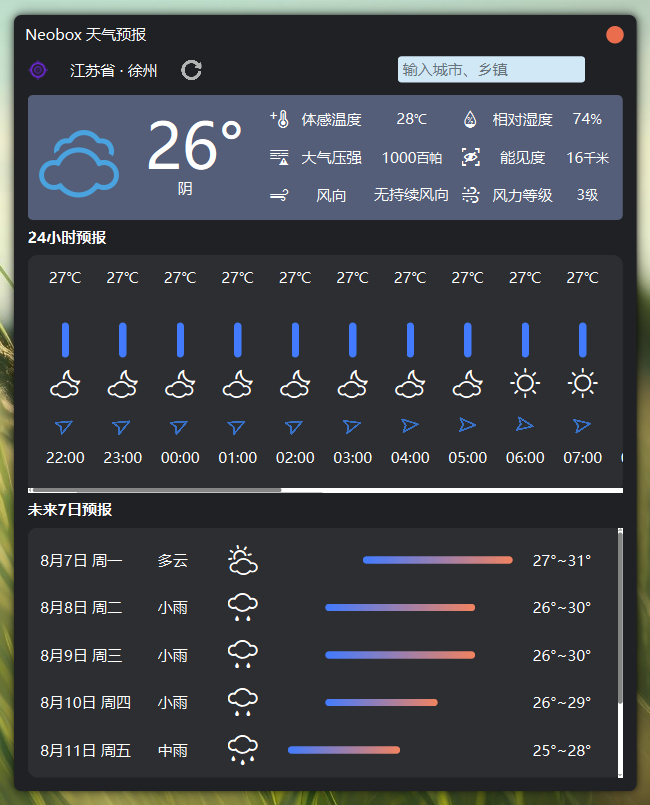 Neobox 天气预报
江苏省 · 徐州
输入城市、乡镇
26°
阴
体感温度 28℃ 相对湿度 74%
大气压强 1000百帕 能见度 16千米
风向 无持续风向 风力等级 3级
24小时预报
27℃ 27℃ 27℃ 27℃ 27℃ 27℃ 27℃ 27℃ 27℃ 27℃
22:00 23:00 00:00 01:00 02:00 03:00 04:00 05:00 06:00 07:00
未来7日预报
8月7日 周一 多云 27°~31°
8月8日 周二 小雨 26°~30°
8月9日 周三 小雨 26°~30°
8月10日 周四 小雨 26°~29°
8月11日 周五 中雨 25°~28°